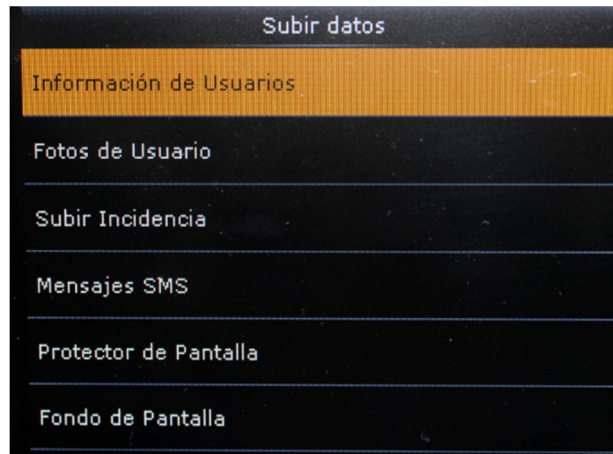 Subir datos
Información de Usuarios
Fotos de Usuario
Subir Incidencia
Mensajes SMS
Protector de Pantalla
Fondo de Pantalla